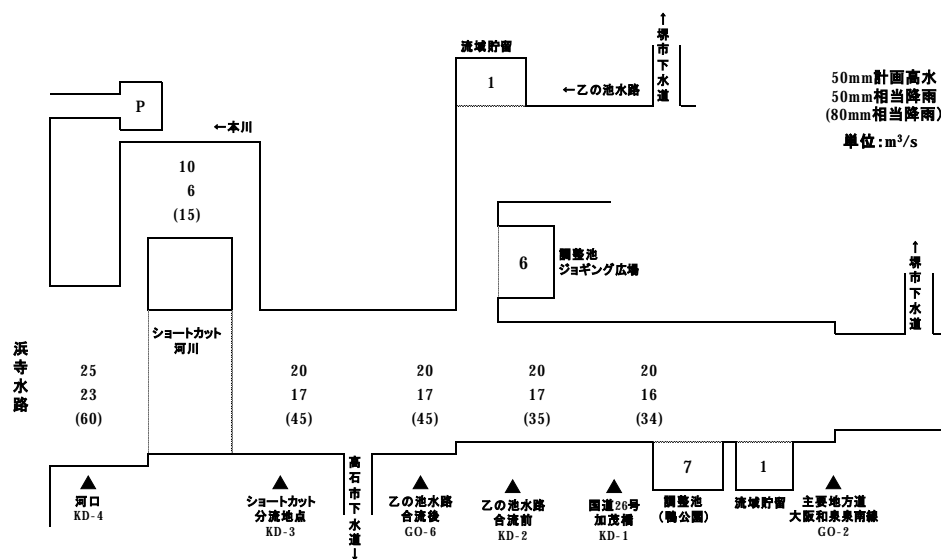 ↑堺市下水道
流域貯留
1
←乙の池水路
50mm計画高水
50mm相当降雨
(80mm相当降雨)
単位:m³/s
P
←本川
10
6
(15)
6
調整池
ジョギング広場
↑堺市下水道
ショートカット
河川
浜寺水路
25
23
(60)
20
17
(45)
20
17
(45)
20
17
(35)
20
16
(34)
高石市下水道↓
7
1
河口
KD-4
ショートカット
分流地点
KD-3
乙の池水路
合流後
GO-6
乙の池水路
合流前
KD-2
国道26号
加茂橋
KD-1
調整池
(鴨公園)
流域貯留
主要地方道
大阪和泉泉南線
GO-2